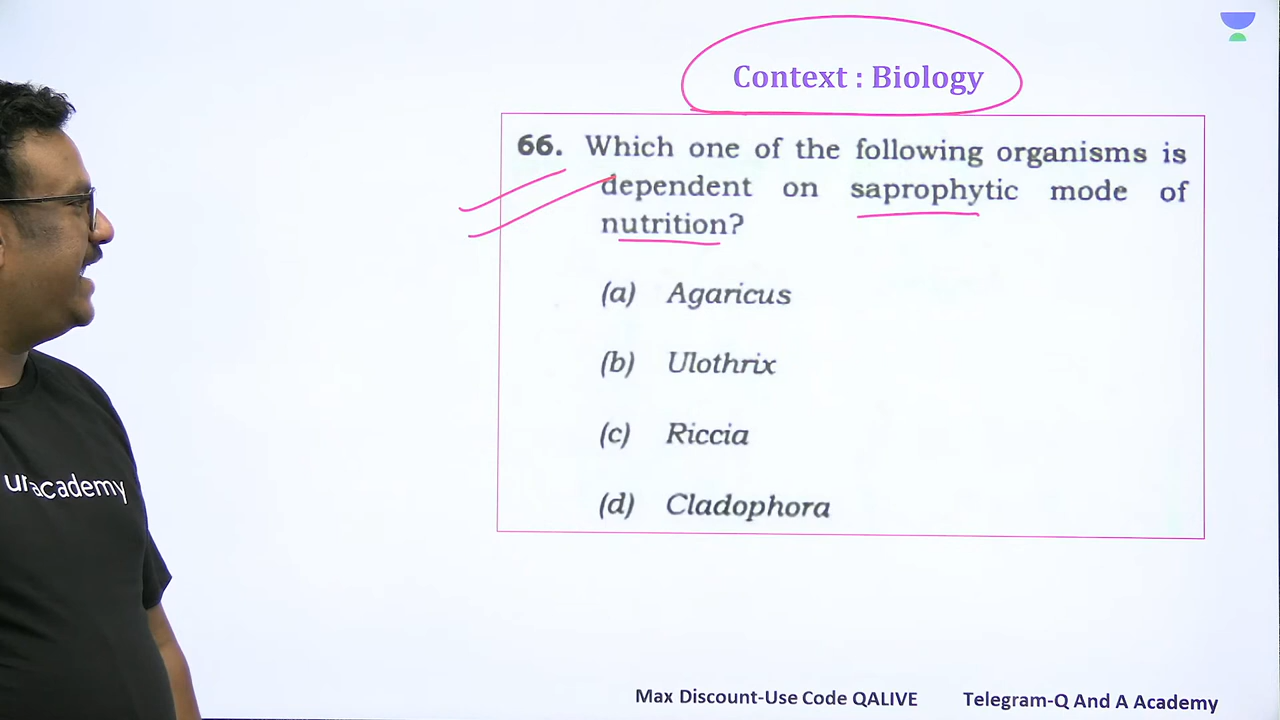 Context : Biology
66. Which one of the following organisms is
dependent on saprophytic mode of
nutrition?
(a) Agaricus
(b) Ulothrix
(c) Riccia
(d) Cladophora
unacademy
Max Discount-Use Code QALIVE Telegram-Q And A Academy